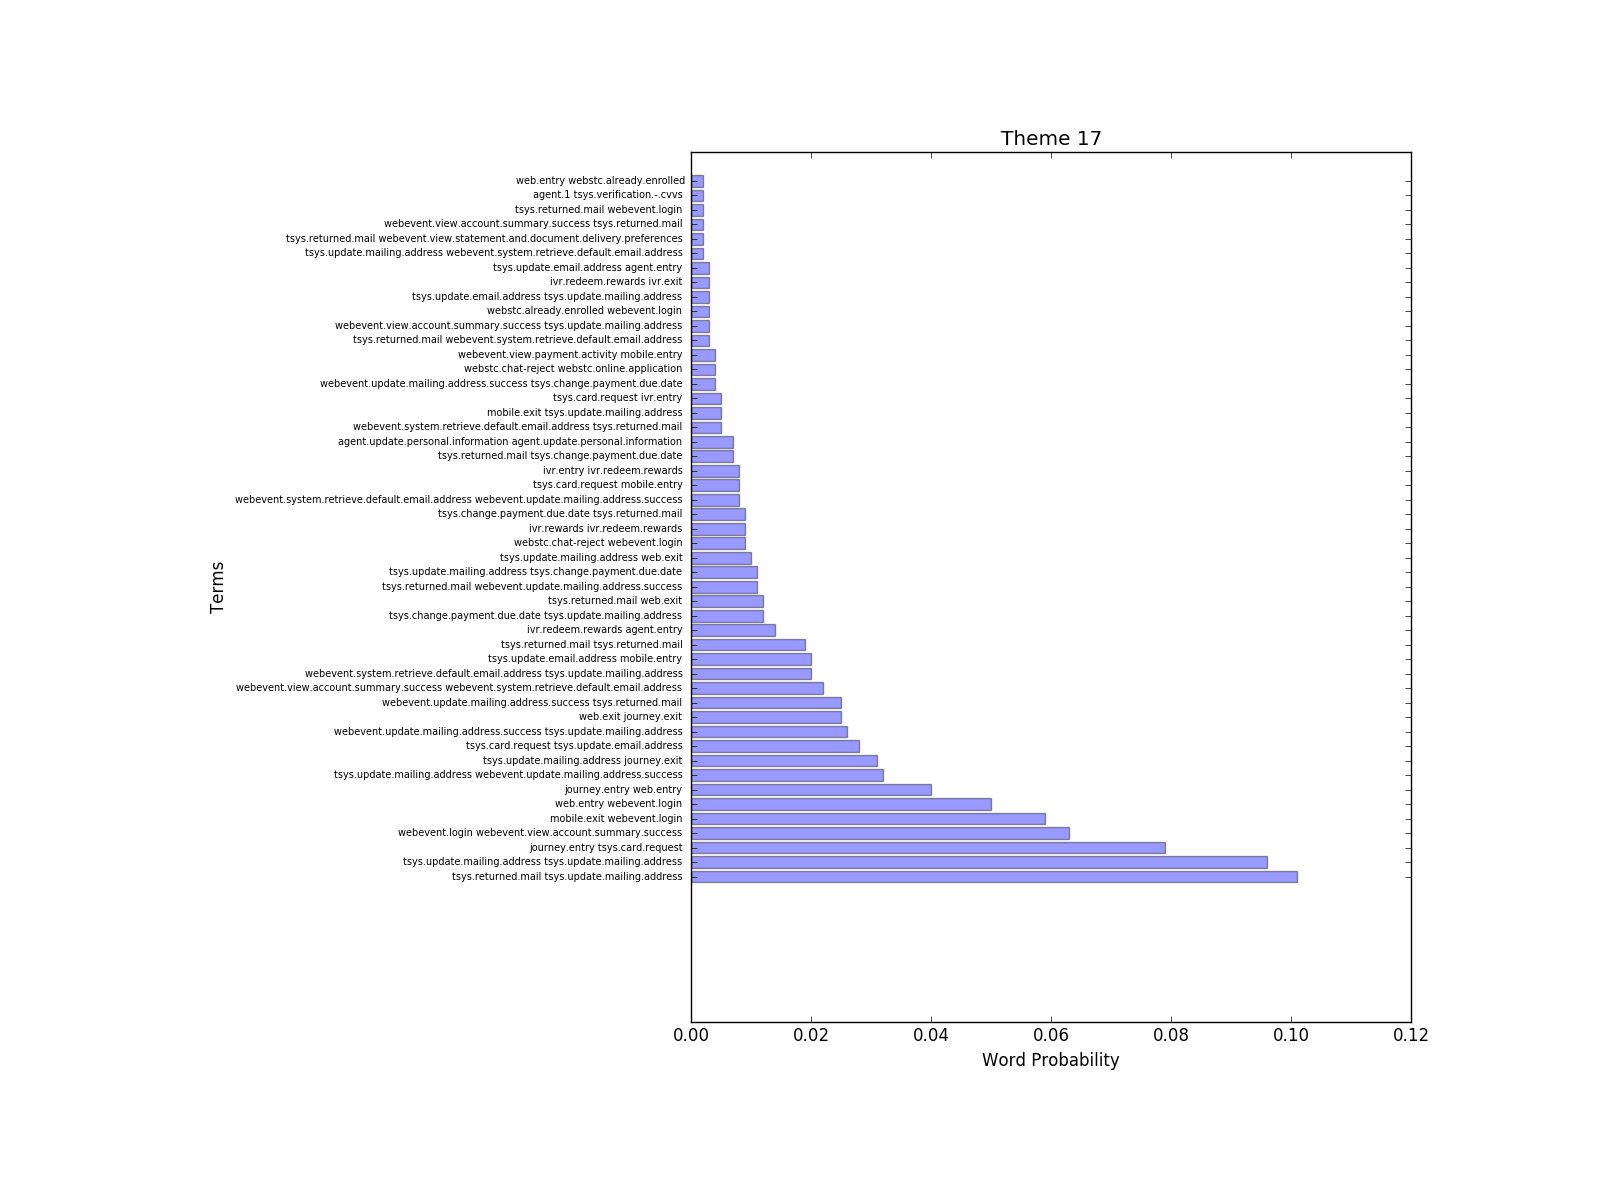 Theme 17
web.entry webstc.already.enrolled
agent.1 tsys.verification.-.cvvs
tsys.returned.mail webevent.login
webevent.view.account.summary.success tsys.returned.mail
tsys.returned.mail webevent.view.statement.and.document.delivery.preferences
tsys.update.mailing.address webevent.system.retrieve.default.email.address
tsys.update.email.address agent.entry
ivr.redeem.rewards ivr.exit
tsys.update.email.address tsys.update.mailing.address
webstc.already.enrolled webevent.login
webevent.view.account.summary.success tsys.update.mailing.address
tsys.returned.mail webevent.system.retrieve.default.email.address
webevent.view.payment.activity mobile.entry
webstc.chat-reject webstc.online.application
webevent.update.mailing.address.success tsys.change.payment.due.date
tsys.card.request ivr.entry
mobile.exit tsys.update.mailing.address
webevent.system.retrieve.default.email.address tsys.returned.mail
agent.update.personal.information agent.update.personal.information
tsys.returned.mail tsys.change.payment.due.date
ivr.entry ivr.redeem.rewards
tsys.card.request mobile.entry
webevent.system.retrieve.default.email.address webevent.update.mailing.address.success
tsys.change.payment.due.date tsys.returned.mail
ivr.rewards ivr.redeem.rewards
webstc.chat-reject webevent.login
tsys.update.mailing.address web.exit
tsys.update.mailing.address tsys.change.payment.due.date
tsys.returned.mail webevent.update.mailing.address.success
tsys.returned.mail web.exit
tsys.change.payment.due.date tsys.update.mailing.address
ivr.redeem.rewards agent.entry
tsys.returned.mail tsys.returned.mail
tsys.update.email.address mobile.entry
webevent.system.retrieve.default.email.address tsys.update.mailing.address
webevent.view.account.summary.success webevent.system.retrieve.default.email.address
webevent.update.mailing.address.success tsys.returned.mail
web.exit journey.exit
webevent.update.mailing.address.success tsys.update.mailing.address
tsys.card.request tsys.update.email.address
tsys.update.mailing.address journey.exit
tsys.update.mailing.address webevent.update.mailing.address.success
journey.entry web.entry
web.entry webevent.login
mobile.exit webevent.login
webevent.login webevent.view.account.summary.success
journey.entry tsys.card.request
tsys.update.mailing.address tsys.update.mailing.address
tsys.returned.mail tsys.update.mailing.address
Terms
0.00 0.02 0.04 0.06 0.08 0.10 0.12
Word Probability